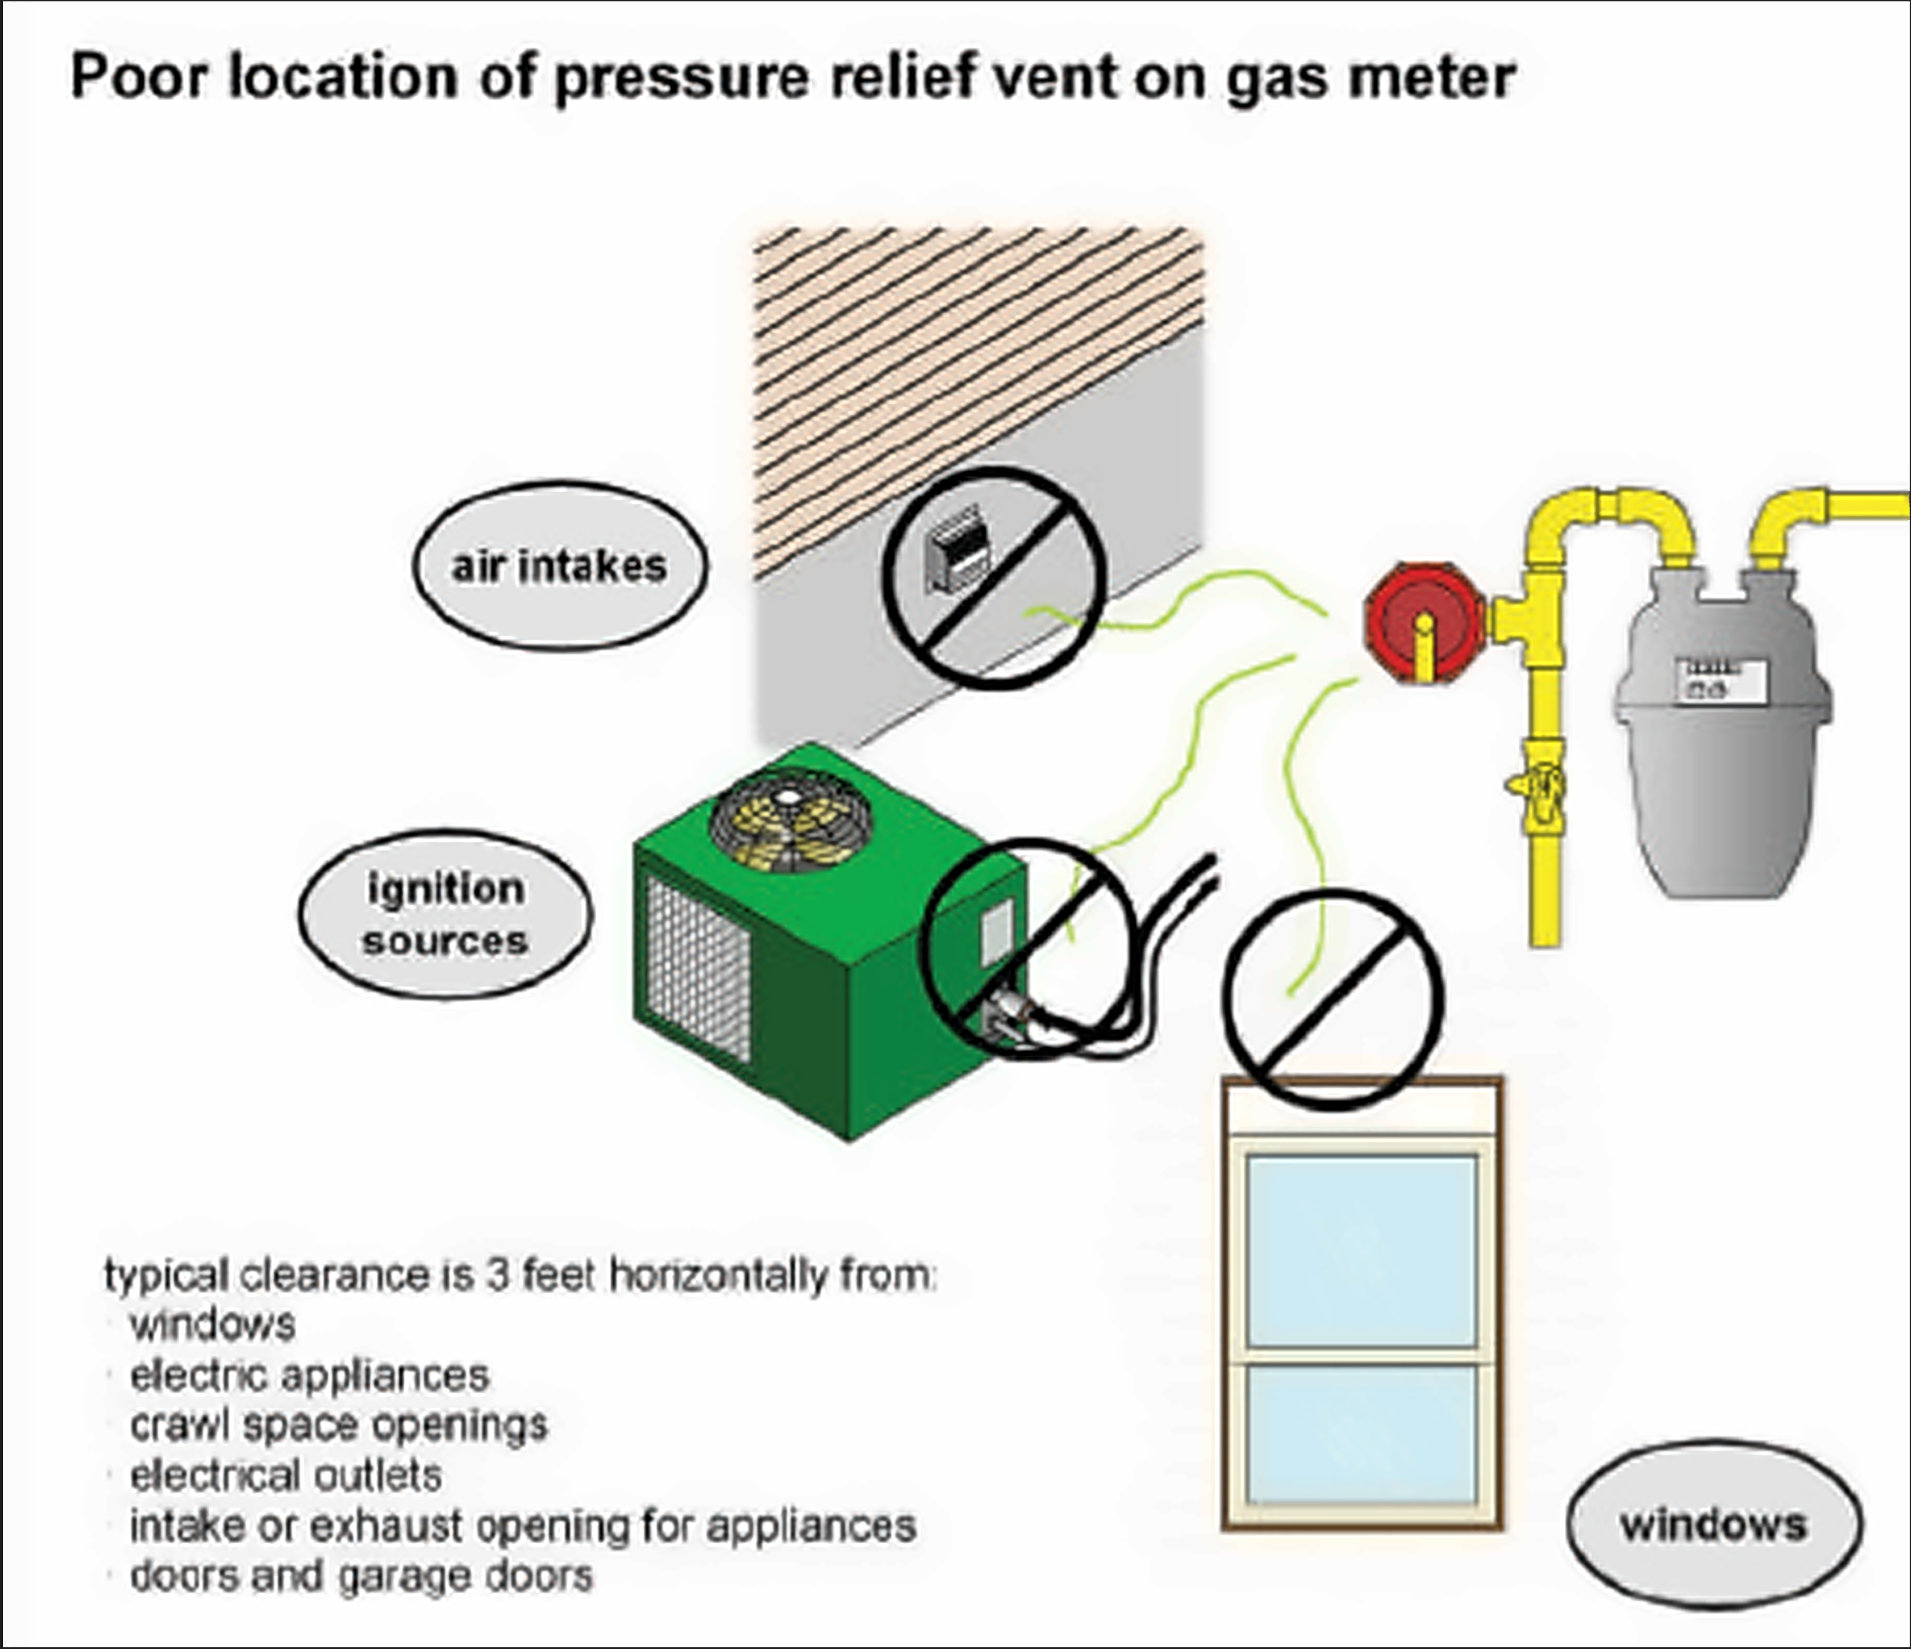 Poor location of pressure relief vent on gas meter
air intakes
ignition
sources
typical clearance is 3 feet horizontally from:
· windows
· electric appliances
· crawl space openings
· electrical outlets
· intake or exhaust opening for appliances
· doors and garage doors
windows